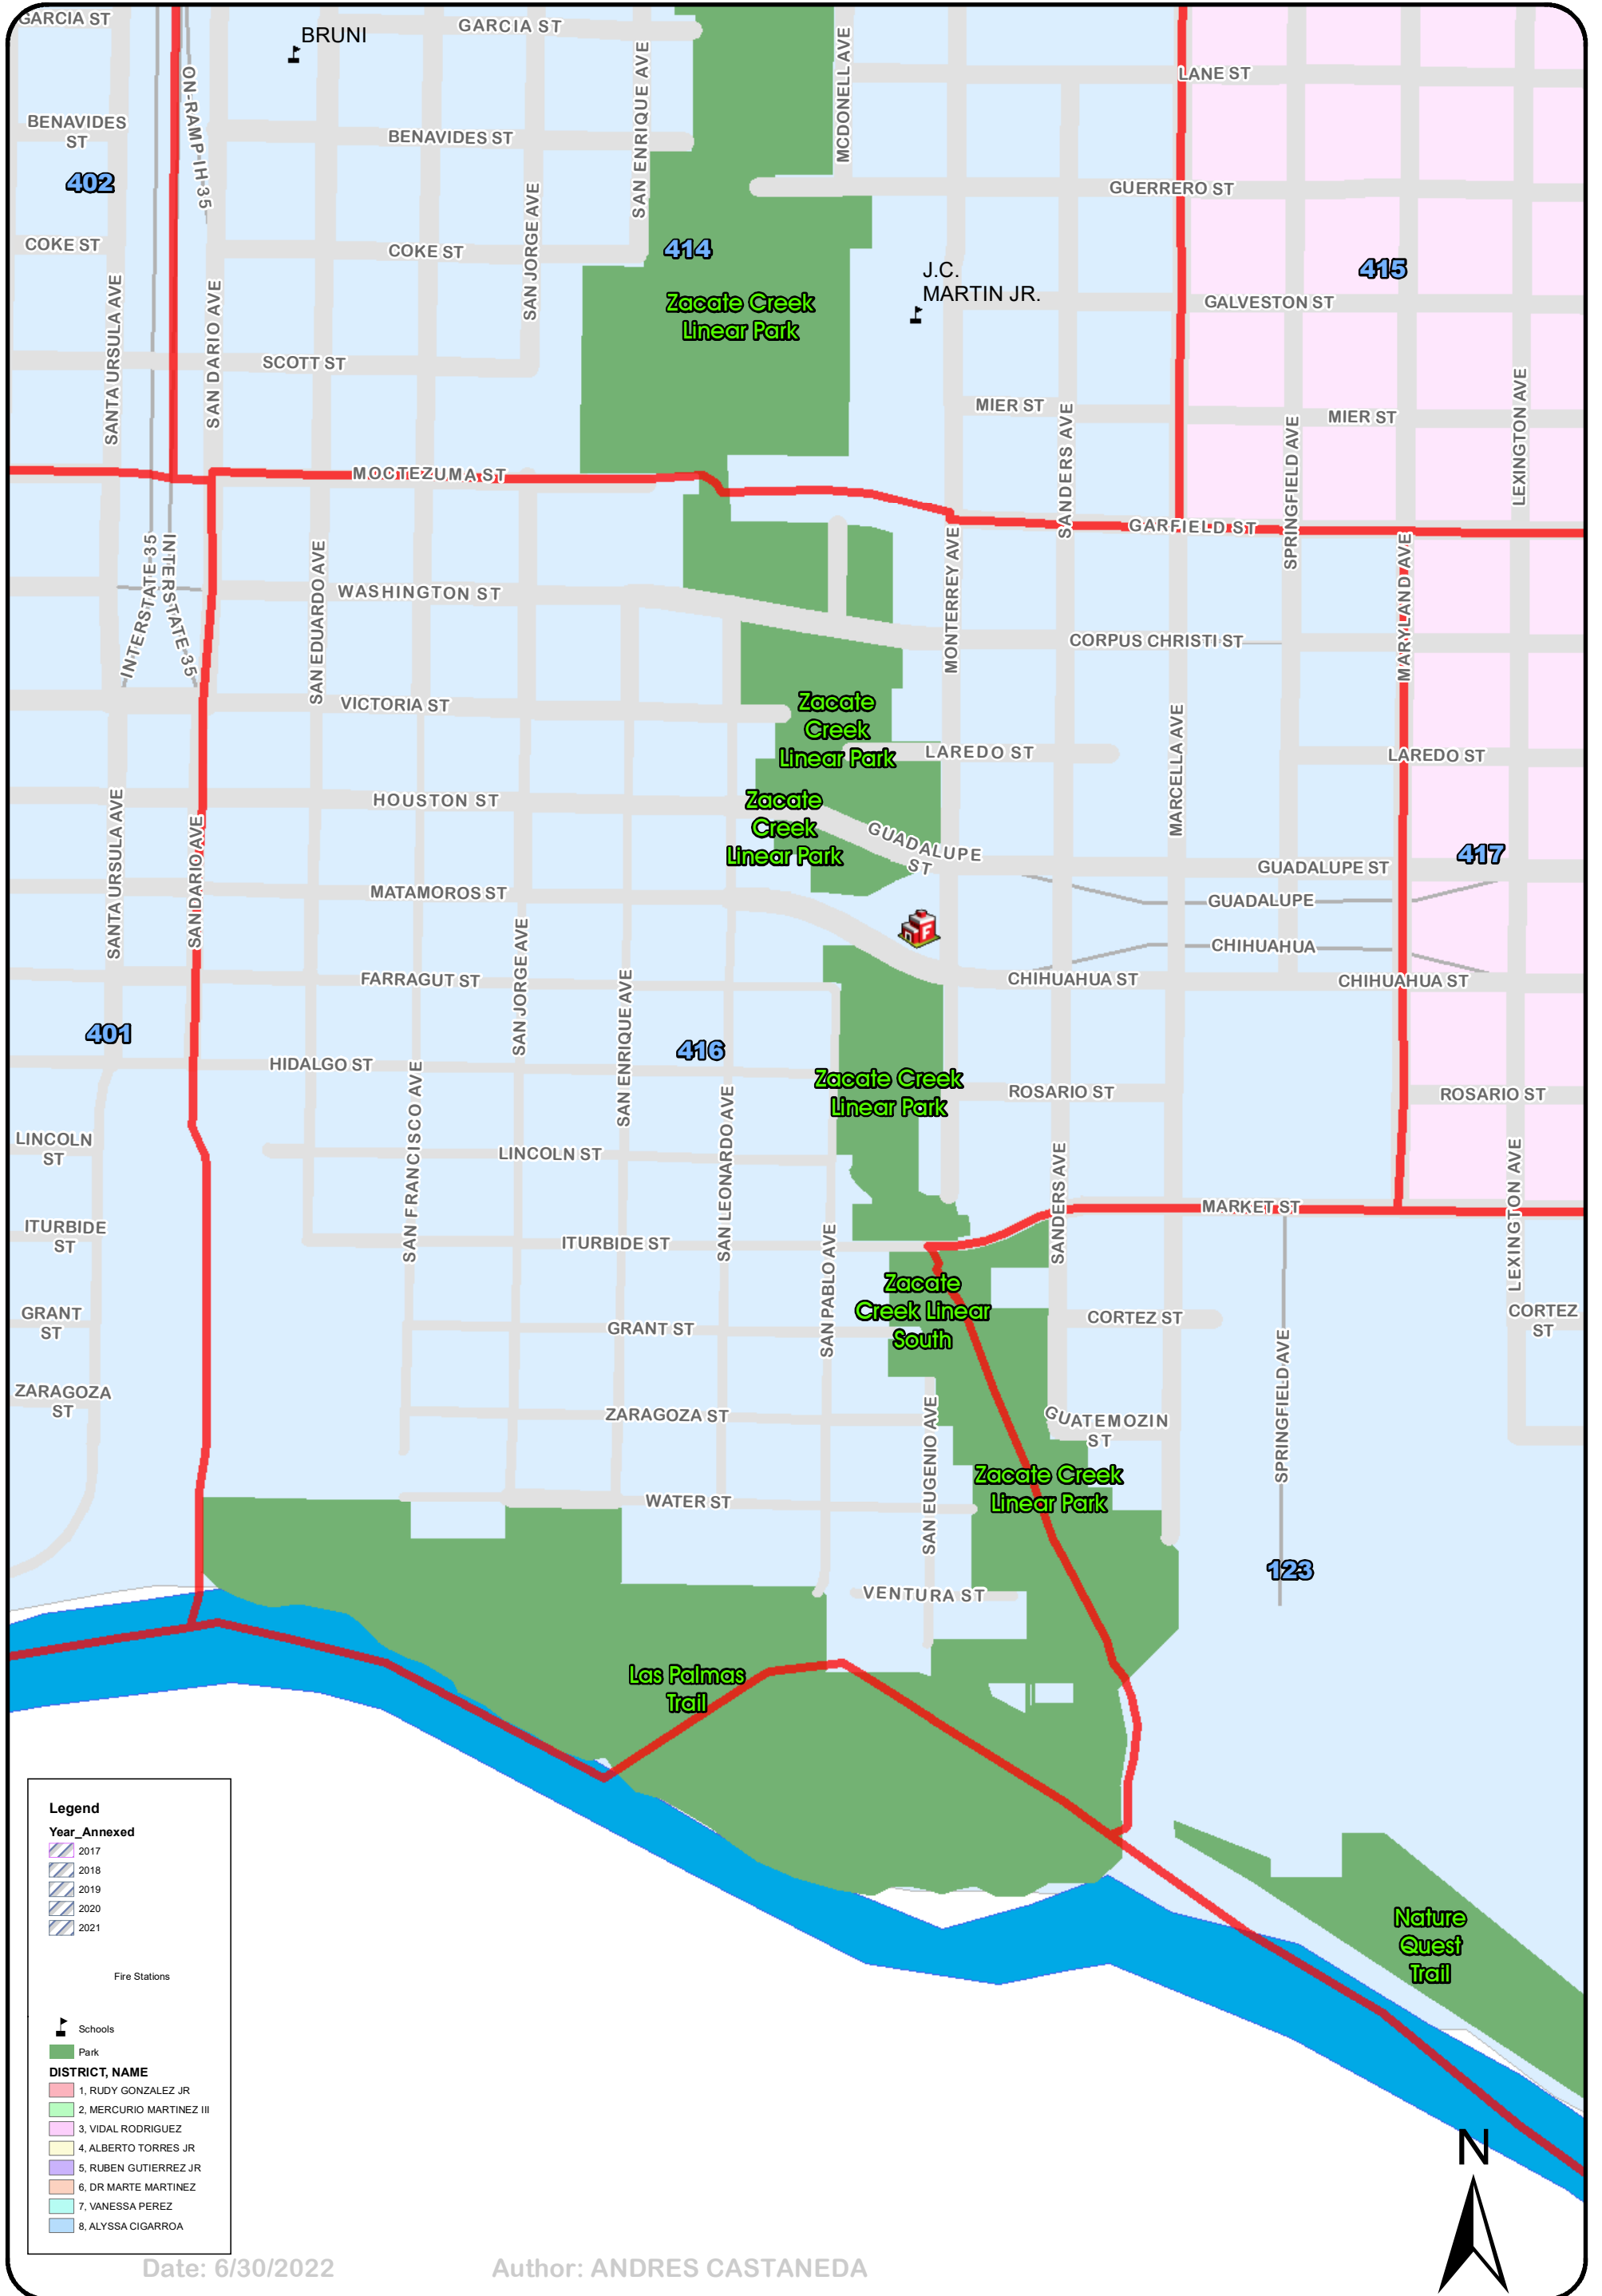 GARCIA ST
GARCIA ST
BRUNI
ON-RAMP IH-35
SAN ENRIQUE AVE
MCDONELL AVE
LANE ST
BENAVIDES
ST
BENAVIDES ST
402
GUERRERO ST
SAN JORGE AVE
COKE ST
COKE ST
414
415
J.C.
MARTIN JR.
Zacate Creek
Linear Park
GALVESTON ST
SANTA URSULA AVE
SAN DARIO AVE
SCOTT ST
MIER ST
MIER ST
SANDERS AVE
SPRINGFIELD AVE
LEXINGTON AVE
MOCTEZUMA ST
GARFIELD ST
INTERSTATE 35
INTERSTATE 35
SAN EDUARDO AVE
WASHINGTON ST
MONTERREY AVE
CORPUS CHRISTI ST
MARYLAND AVE
VICTORIA ST
Zacate
Creek
Linear Park
LAREDO ST
LAREDO ST
MARCELLA AVE
HOUSTON ST
Zacate
Creek
Linear Park
GUADALUPE
ST
GUADALUPE ST
417
SANTA URSULA AVE
SAN DARIO AVE
MATAMOROS ST
GUADALUPE
F
CHIHUAHUA
SAN JORGE AVE
FARRAGUT ST
CHIHUAHUA ST
CHIHUAHUA ST
SAN ENRIQUE AVE
401
416
HIDALGO ST
Zacate Creek
Linear Park
ROSARIO ST
ROSARIO ST
SAN FRANCISCO AVE
SAN LEONARDO AVE
LINCOLN
ST
LINCOLN ST
SANDERS AVE
LEXINGTON AVE
MARKET ST
ITURBIDE
ST
ITURBIDE ST
SAN PABLO AVE
Zacate
Creek Linear
South
GRANT
ST
GRANT ST
CORTEZ ST
CORTEZ
ST
SPRINGFIELD AVE
ZARAGOZA
ST
ZARAGOZA ST
SAN EUGENIO AVE
GUATEMOZIN
ST
Zacate Creek
Linear Park
WATER ST
123
VENTURA ST
Las Palmas
Trail
Nature
Quest
Trail
Legend
Year_Annexed
2017
2018
2019
2020
2021
Fire Stations
Schools
Park
DISTRICT, NAME
1, RUDY GONZALEZ JR
2, MERCURIO MARTINEZ III
3, VIDAL RODRIGUEZ
4, ALBERTO TORRES JR
5, RUBEN GUTIERREZ JR
6, DR MARTE MARTINEZ
7, VANESSA PEREZ
8, ALYSSA CIGARROA
N
Date: 6/30/2022
Author: ANDRES CASTANEDA